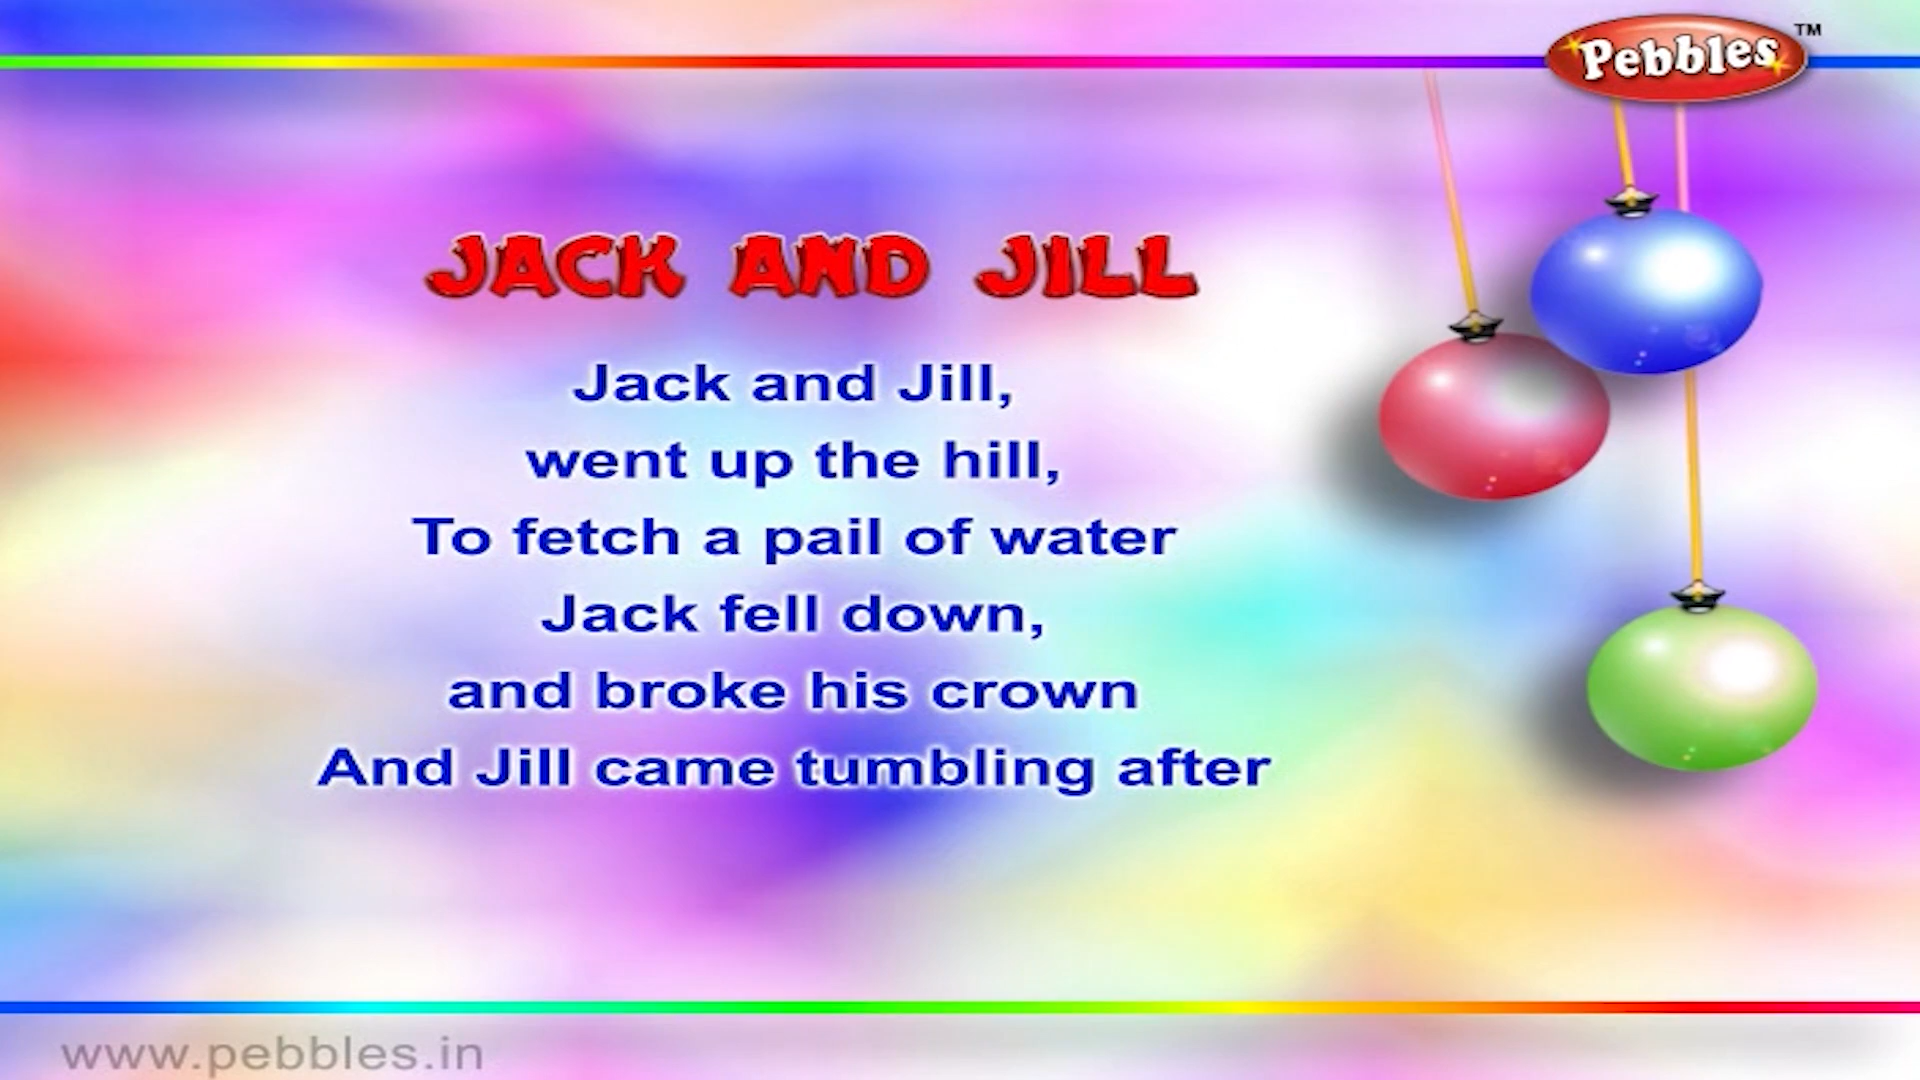 Pebbles TM
JACK AND JILL
Jack and Jill,
went up the hill,
To fetch a pail of water
Jack fell down,
and broke his crown
And Jill came tumbling after
www.pebbles.in